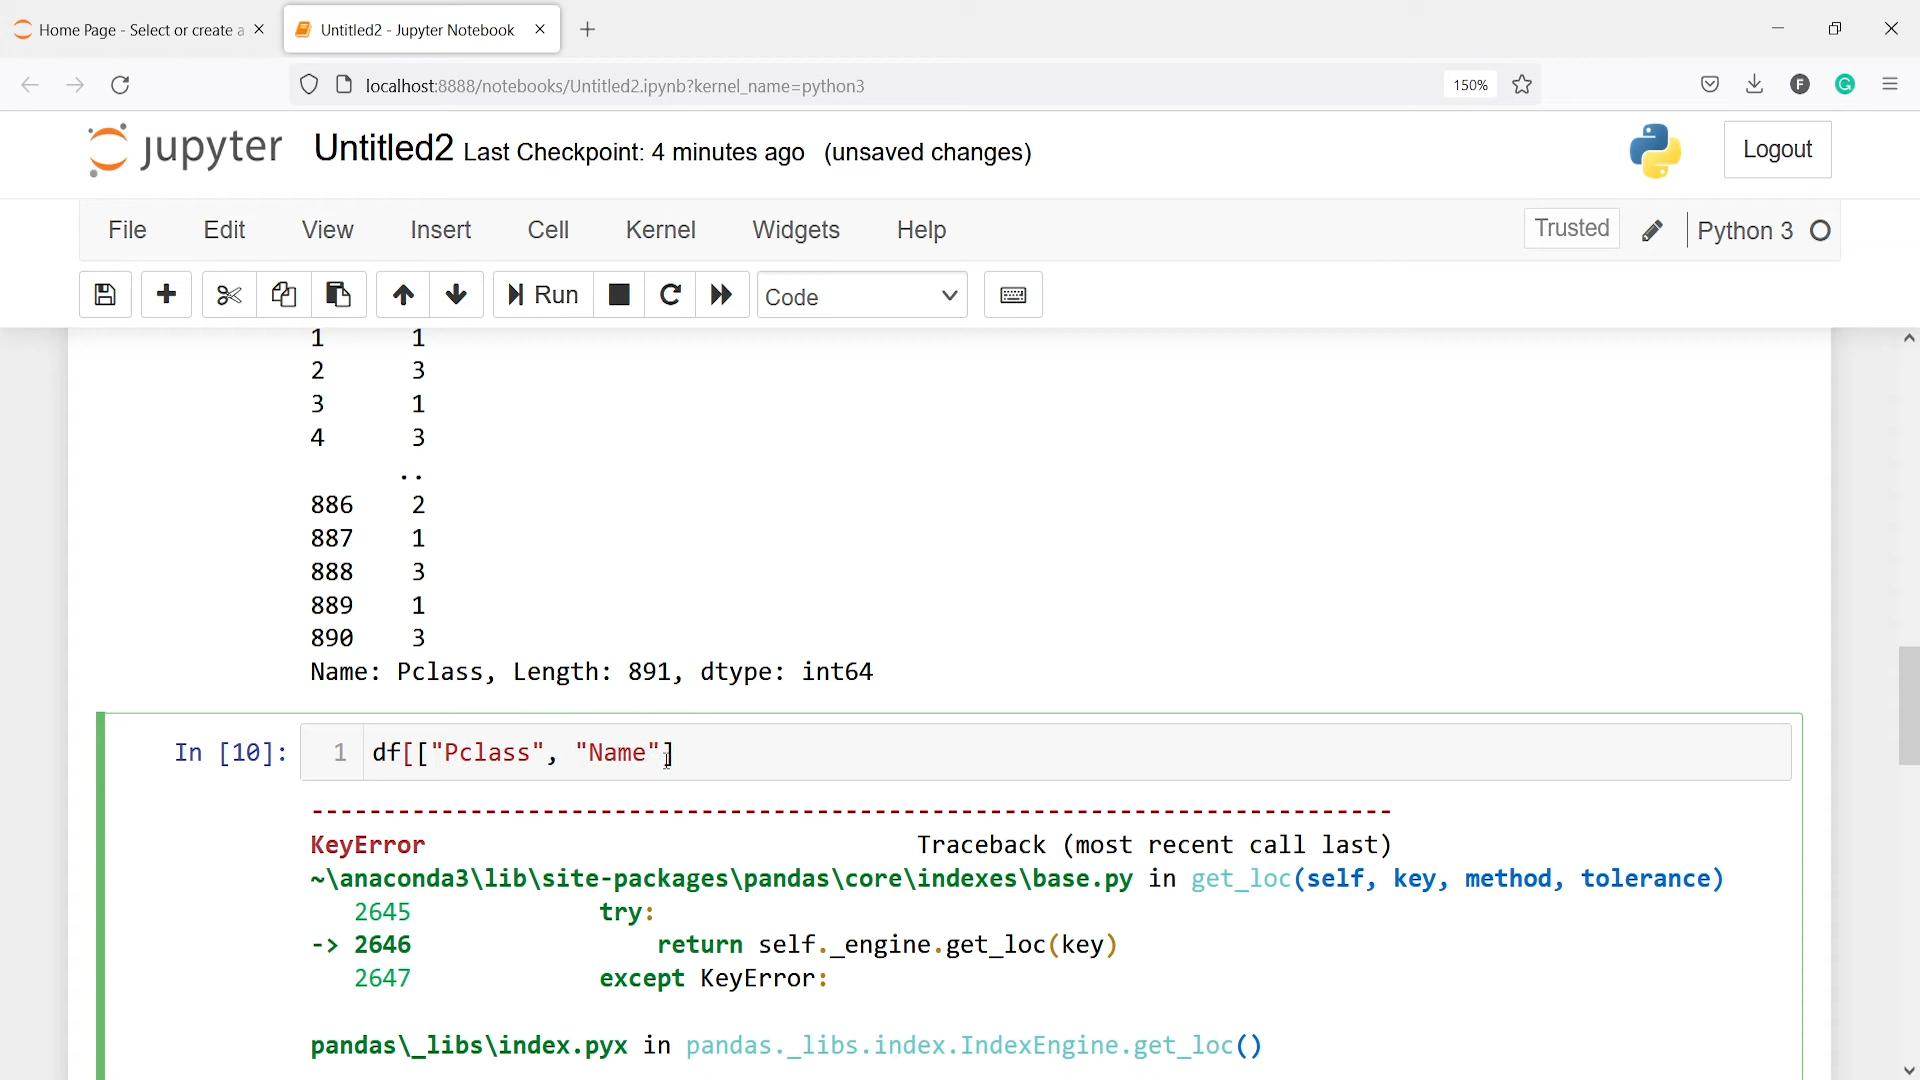 Home Page - Select or create a
Untitled2 - Jupyter Notebook
localhost:8888/notebooks/Untitled2.ipynb?kernel_name=python3
150%
F
G
jupyter Untitled2 Last Checkpoint: 4 minutes ago (unsaved changes)
Logout
File Edit View Insert Cell Kernel Widgets Help
Trusted
Python 3
Run
Code
1 1
2 3
3 1
4 3
..
886 2
887 1
888 3
889 1
890 3
Name: Pclass, Length: 891, dtype: int64
In [10]: 1 df[["Pclass", "Name"]
---------------------------------------------------------------------------
KeyError Traceback (most recent call last)
~\anaconda3\lib\site-packages\pandas\core\indexes\base.py in get_loc(self, key, method, tolerance)
2645 try:
-> 2646 return self._engine.get_loc(key)
2647 except KeyError:
pandas\_libs\index.pyx in pandas._libs.index.IndexEngine.get_loc()